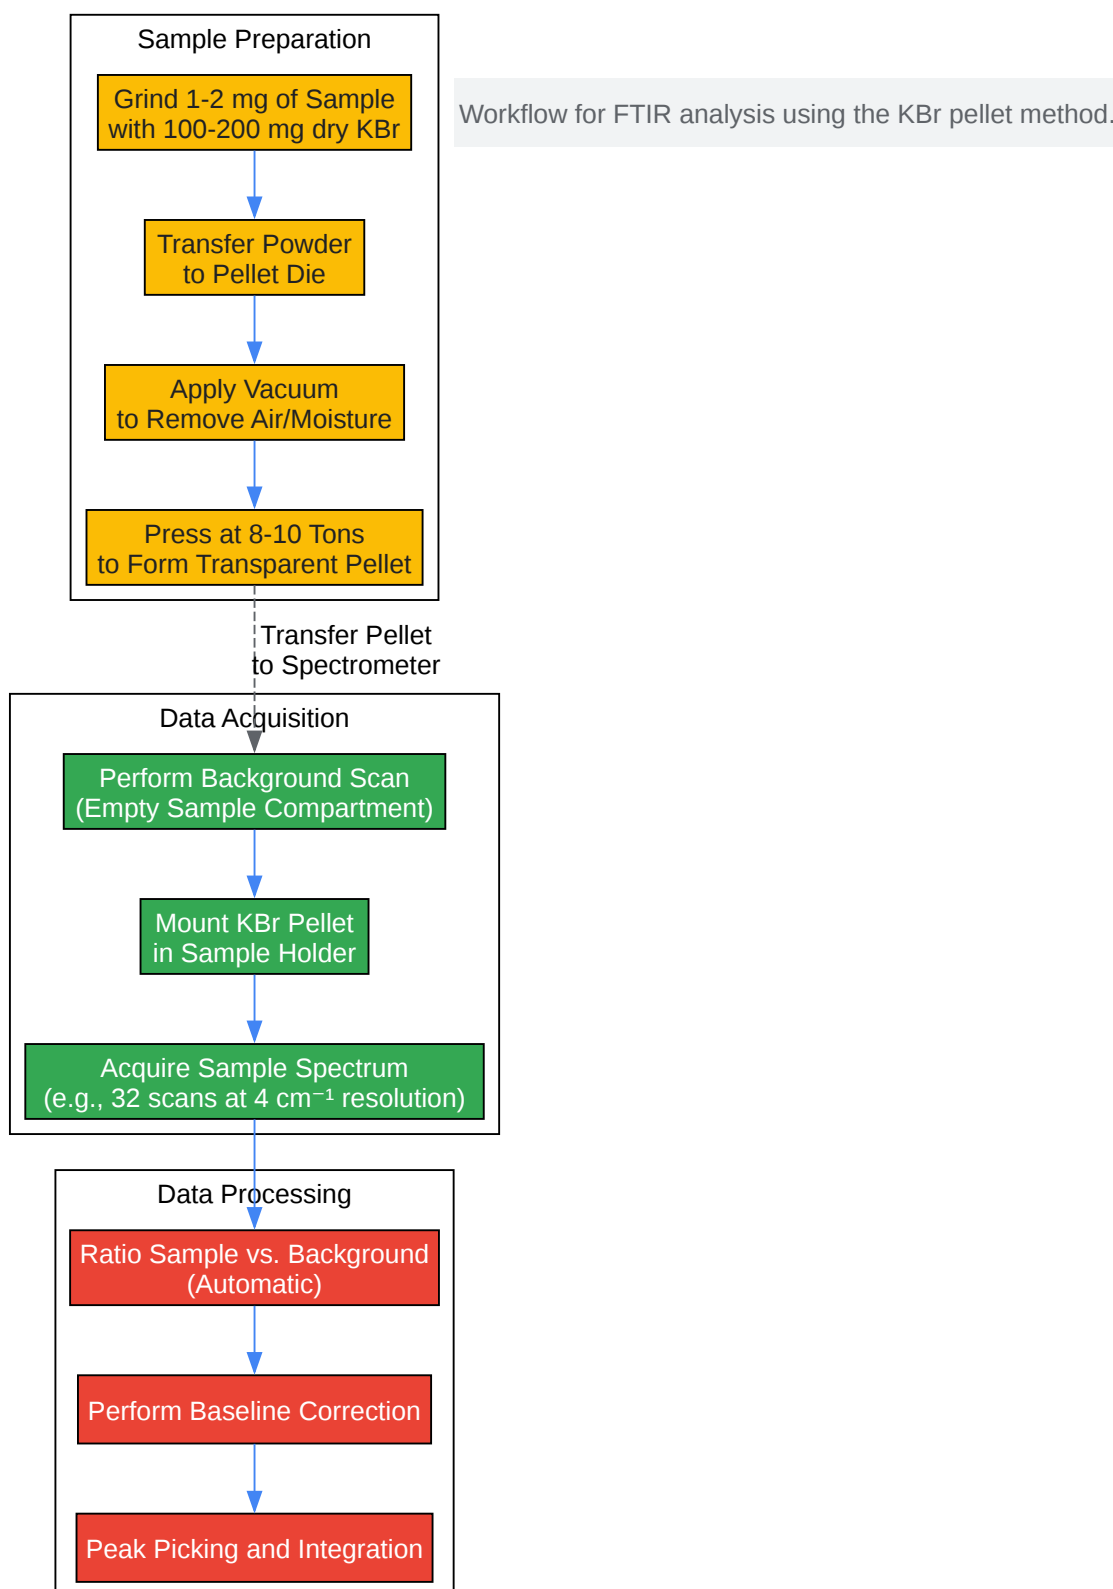 Sample Preparation
Grind 1-2 mg of Sample
with 100-200 mg dry KBr
Workflow for FTIR analysis using the KBr pellet method.
Transfer Powder
to Pellet Die
Apply Vacuum
to Remove Air/Moisture
Press at 8-10 Tons
to Form Transparent Pellet
Transfer Pellet
to Spectrometer
Data Acquisition
Perform Background Scan
(Empty Sample Compartment)
Mount KBr Pellet
in Sample Holder
Acquire Sample Spectrum
(e.g., 32 scans at 4 cm⁻¹ resolution)
Data Processing
Ratio Sample vs. Background
(Automatic)
Perform Baseline Correction
Peak Picking and Integration